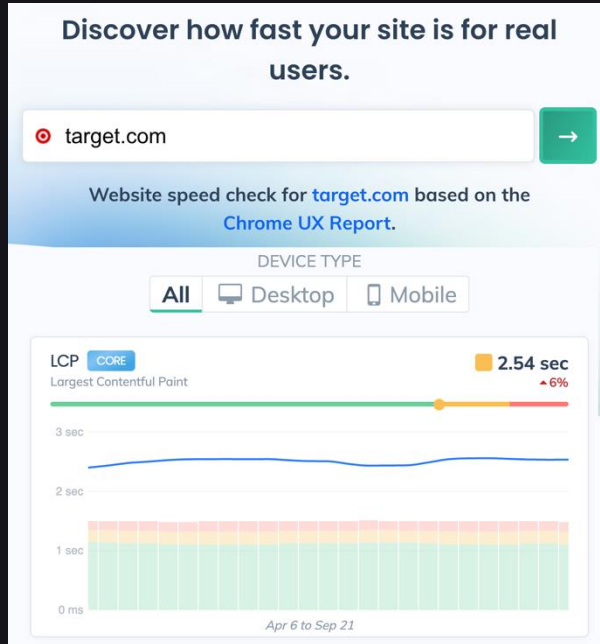 Discover how fast your site is for real
users.
target.com
Website speed check for target.com based on the
Chrome UX Report.
DEVICE TYPE
All
Desktop
Mobile
LCP CORE
2.54 sec
Largest Contentful Paint
6%
3 sec
2 sec
1 sec
0 ms
Apr 6 to Sep 21